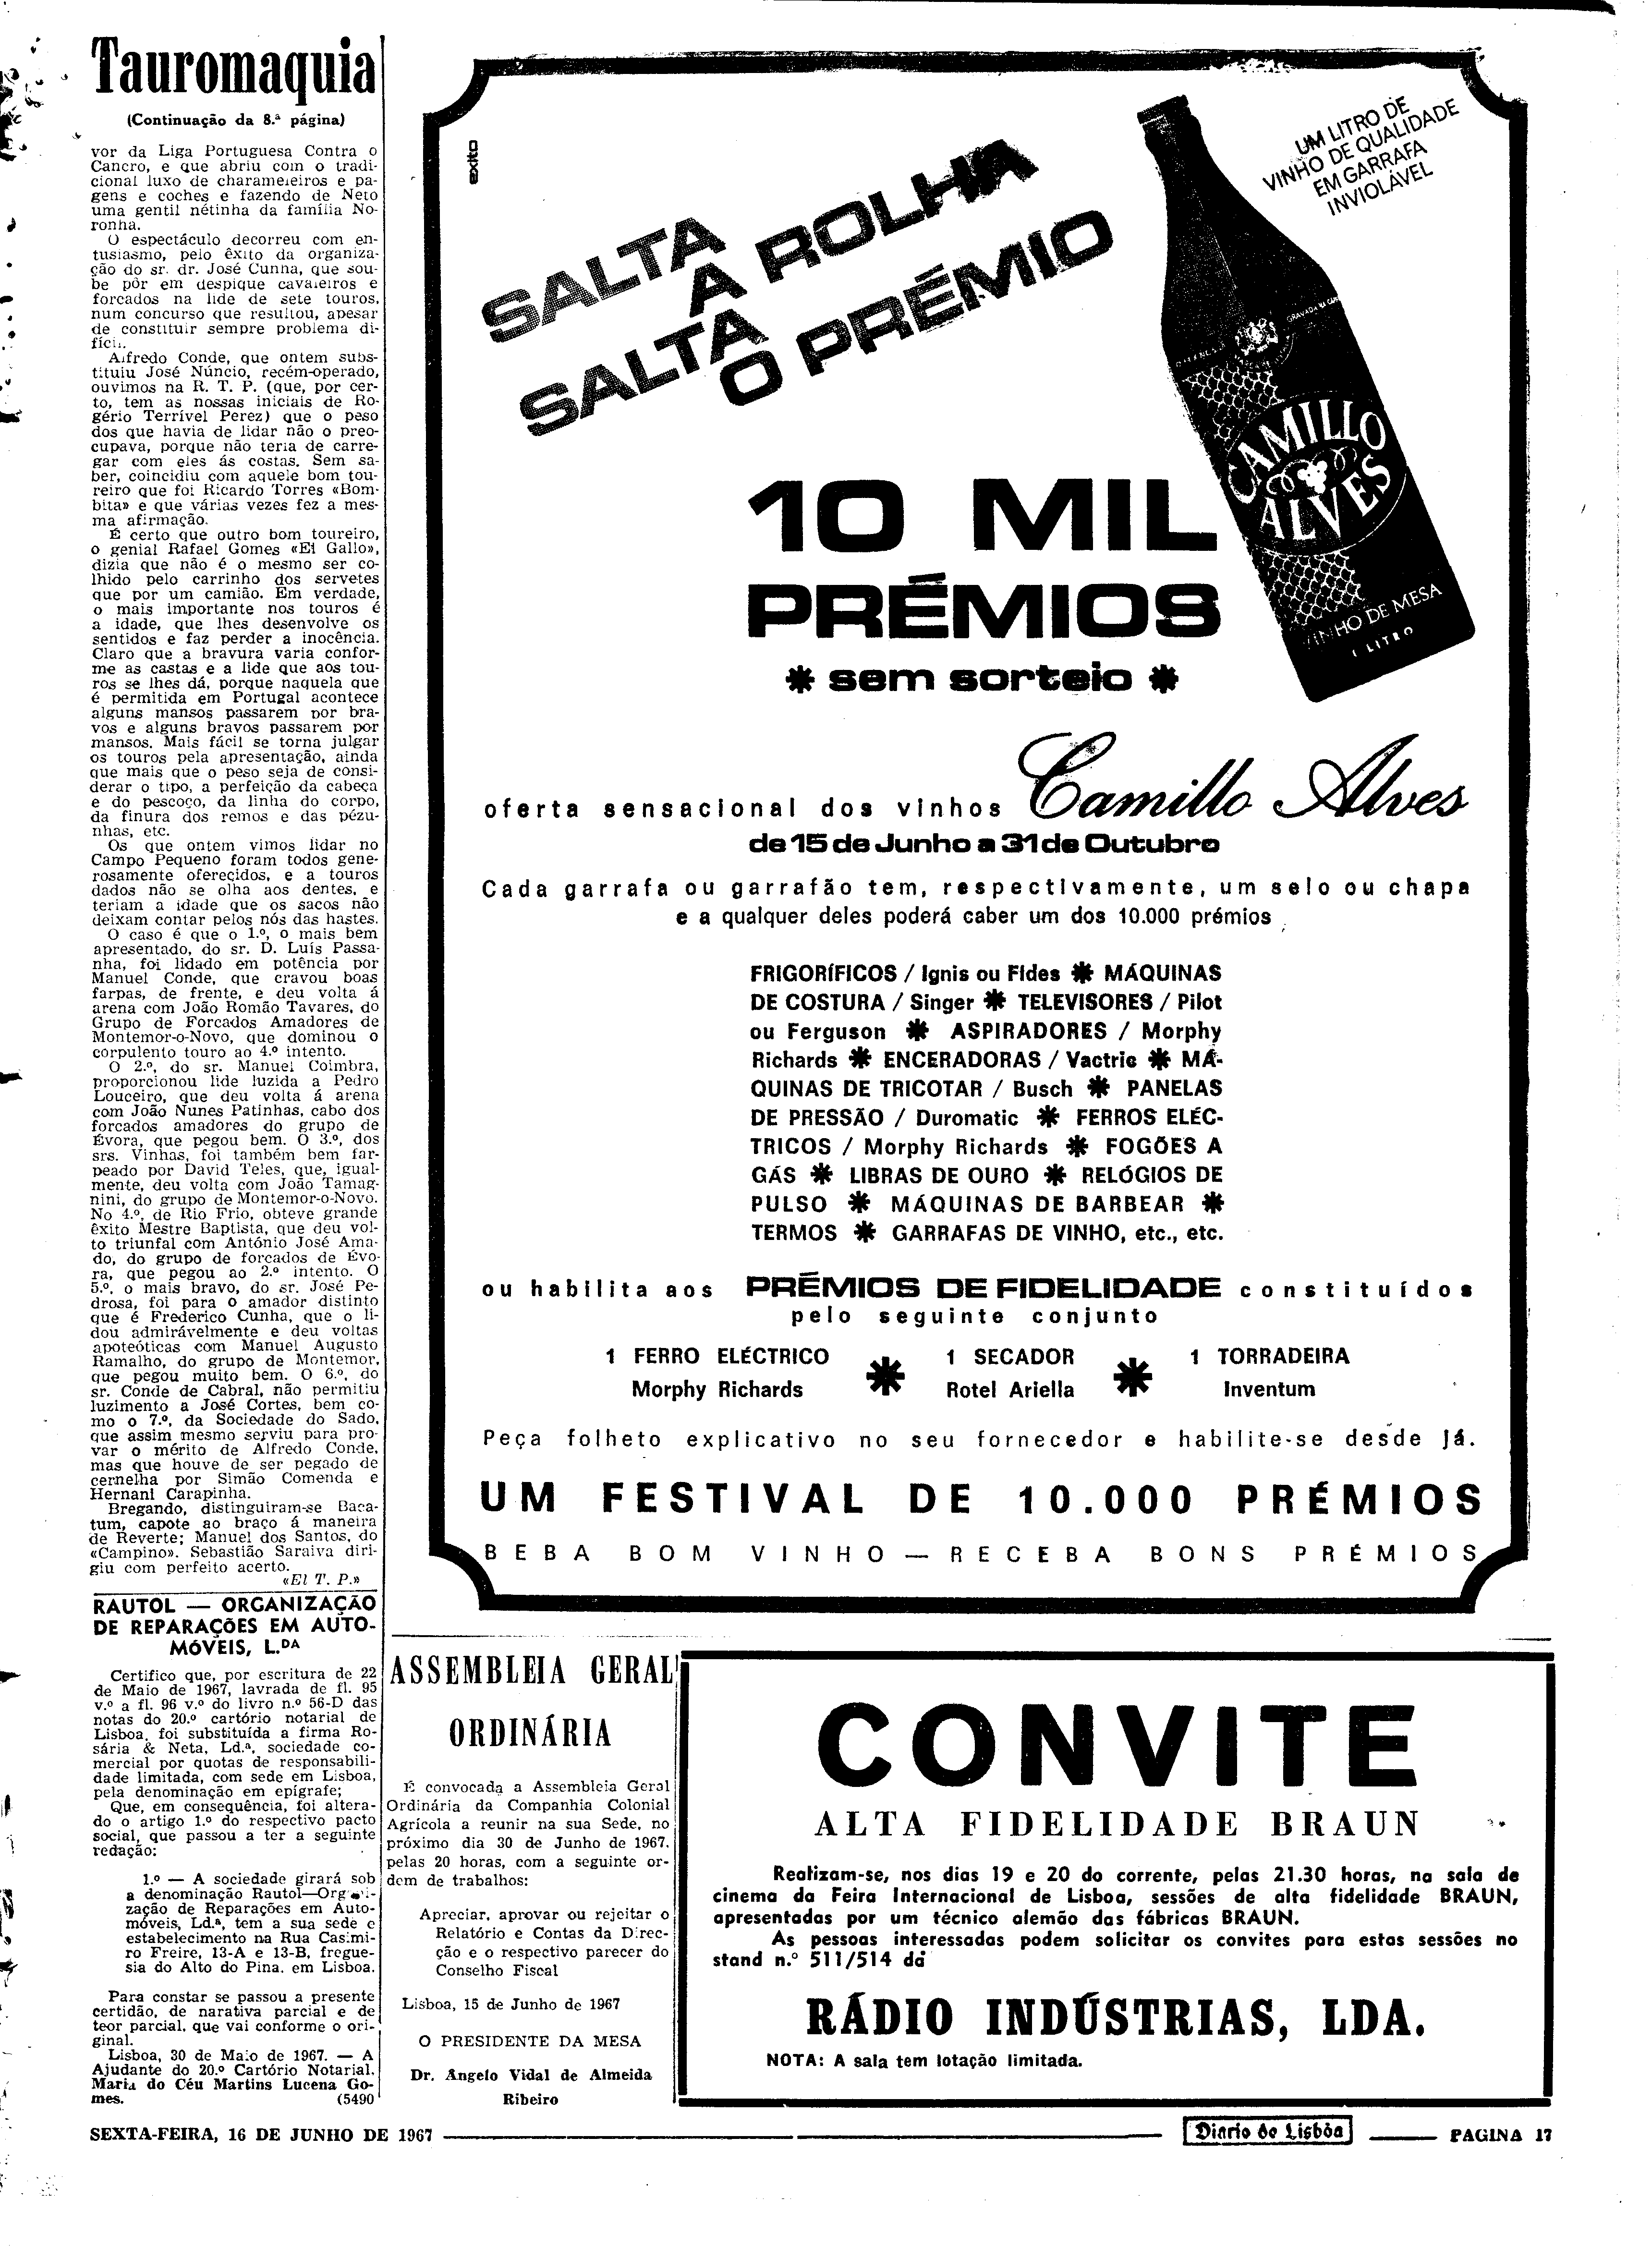 Tauromaquia
(Continuação da 8.ª página)
vor da Liga Portuguesa Contra o
Cancro, e que abriu com o tradi-
cional luxo de charameleiros e pa-
gens e coches e fazendo de Neto
uma gentil nétinha da família No-
ronha.
O espectáculo decorreu com en-
tusiasmo, pelo êxito da organiza-
ção do sr. dr. José Cunha, que sou-
be pôr em despique cavaleiros e
forcados na lide de sete touros,
num concurso que resultou, apesar
de constituir sempre problema di-
fícil.
Alfredo Conde, que ontem subs-
tituiu José Núncio, recém-operado,
ouvimos na R. T. P. (que, por cer-
to, tem as nossas iniciais de Ro-
gério Terrível Perez) que o peso
dos que havia de lidar não o preo-
cupava, porque não teria de carre-
gar com eles ás costas. Sem sa-
ber, coincidiu com aquele bom tou-
reiro que foi Ricardo Torres «Bom-
bita» e que várias vezes fez a mes-
ma afirmação.
É certo que outro bom toureiro,
o genial Rafael Gomes «El Gallo»,
dizia que não é o mesmo ser co-
lhido pelo carrinho dos servetes
que por um camião. Em verdade,
o mais importante nos touros é
a idade, que lhes desenvolve os
sentidos e faz perder a inocência.
Claro que a bravura varia confor-
me as castas e a lide que aos tou-
ros se lhes dá, porque naquela que
é permitida em Portugal acontece
alguns mansos passarem por bra-
vos e alguns bravos passarem por
mansos. Mais fácil se torna julgar
os touros pela apresentação, ainda
que mais que o peso seja de consi-
derar o tipo, a perfeição da cabeça
e do pescoço, da linha do corpo,
da finura dos remos e das pézu-
nhas, etc.
Os que ontem vimos lidar no
Campo Pequeno foram todos gene-
rosamente ofereçidos, e a touros
dados não se olha aos dentes, e
teriam a idade que os sacos não
deixam contar pelos nós das hastes.
O caso é que o 1.º, o mais bem
apresentado, do sr. D. Luís Passa-
nha, foi lidado em potência por
Manuel Conde, que cravou boas
farpas, de frente, e deu volta á
arena com João Romão Tavares, do
Grupo de Forcados Amadores de
Montemor-o-Novo, que dominou o
corpulento touro ao 4.º intento.
O 2.º, do sr. Manuel Coimbra,
proporcionou lide luzida a Pedro
Louceiro, que deu volta á arena
com João Nunes Patinhas, cabo dos
forcados amadores do grupo de
Évora, que pegou bem. O 3.º, dos
srs. Vinhas, foi também bem far-
peado por David Teles, que, igual-
mente, deu volta com João Tamag-
nini, do grupo de Montemor-o-Novo.
No 4.º, de Rio Frio, obteve grande
êxito Mestre Baptista, que deu vol-
to triunfal com António José Ama-
do, do grupo de forcados de Évo-
ra, que pegou ao 2.º intento. O
5.º, o mais bravo, do sr. José Pe-
drosa, foi para o amador distinto
que é Frederico Cunha, que o li-
dou admirávelmente e deu voltas
apoteóticas com Manuel Augusto
Ramalho, do grupo de Montemor,
que pegou muito bem. O 6.º, do
sr. Conde de Cabral, não permitiu
luzimento a José Cortes, bem co-
mo o 7.º, da Sociedade do Sado,
que assim mesmo serviu para pro-
var o mérito de Alfredo Conde,
mas que houve de ser pegado de
cernelha por Simão Comenda e
Hernani Carapinha.
Bregando, distinguiram-se Baca-
tum, capote ao braço á maneira
de Reverte; Manuel dos Santos, do
«Campino». Sebastião Saraiva diri-
giu com perfeito acerto.
«El T. P.»
RAUTOL — ORGANIZAÇÃO
DE REPARAÇÕES EM AUTO-
MÓVEIS, L.DA
Certifico que, por escritura de 22
de Maio de 1967, lavrada de fl. 95
v.º a fl. 96 v.º do livro n.º 56-D das
notas do 20.º cartório notarial de
Lisboa, foi substituída a firma Ro-
sária & Neta, Ld.ª, sociedade co-
mercial por quotas de responsabili-
dade limitada, com sede em Lisboa,
pela denominação em epígrafe;
Que, em consequência, foi altera-
do o artigo 1.º do respectivo pacto
social, que passou a ter a seguinte
redação:
1.º — A sociedade girará sob
a denominação Rautol—Organi-
zação de Reparações em Auto-
móveis, Ld.ª, tem a sua sede e
estabelecimento na Rua Casimi-
ro Freire, 13-A e 13-B, fregue-
sia do Alto do Pina, em Lisboa.
Para constar se passou a presente
certidão, de narativa parcial e de
teor parcial, que vai conforme o ori-
ginal.
Lisboa, 30 de Maio de 1967. — A
Ajudante do 20.º Cartório Notarial,
Maria do Céu Martins Lucena Go-
mes. (5490
exito
SALTA
A ROLHA
SALTA
O PRÉMIO
UM LITRO DE
VINHO DE QUALIDADE
EM GARRAFA
INVIOLÁVEL
CAMILLO
ALVES
VINHO DE MESA
1 LITRO
10 MIL
PRÉMIOS
* sem sorteio *
oferta sensacional dos vinhos Camillo Alves
de 15 de Junho a 31 de Outubro
Cada garrafa ou garrafão tem, respectivamente, um selo ou chapa
e a qualquer deles poderá caber um dos 10.000 prémios
FRIGORÍFICOS / Ignis ou Fides * MÁQUINAS
DE COSTURA / Singer * TELEVISORES / Pilot
ou Ferguson * ASPIRADORES / Morphy
Richards * ENCERADORAS / Vactric * MÁ-
QUINAS DE TRICOTAR / Busch * PANELAS
DE PRESSÃO / Duromatic * FERROS ELÉC-
TRICOS / Morphy Richards * FOGÕES A
GÁS * LIBRAS DE OURO * RELÓGIOS DE
PULSO * MÁQUINAS DE BARBEAR *
TERMOS * GARRAFAS DE VINHO, etc., etc.
ou habilita aos PRÉMIOS DE FIDELIDADE constituídos
pelo seguinte conjunto
1 FERRO ELÉCTRICO * 1 SECADOR * 1 TORRADEIRA
Morphy Richards Rotel Ariella Inventum
Peça folheto explicativo no seu fornecedor e habilite-se desde já.
UM FESTIVAL DE 10.000 PRÉMIOS
BEBA BOM VINHO — RECEBA BONS PRÉMIOS
ASSEMBLEIA GERAL
ORDINÁRIA
É convocada a Assembleia Geral
Ordinária da Companhia Colonial
Agrícola a reunir na sua Sede, no
próximo dia 30 de Junho de 1967,
pelas 20 horas, com a seguinte or-
dem de trabalhos:
Apreciar, aprovar ou rejeitar o
Relatório e Contas da Direc-
ção e o respectivo parecer do
Conselho Fiscal
Lisboa, 15 de Junho de 1967
O PRESIDENTE DA MESA
Dr. Angelo Vidal de Almeida
Ribeiro
CONVITE
ALTA FIDELIDADE BRAUN
Realizam-se, nos dias 19 e 20 do corrente, pelas 21.30 horas, na sala de
cinema da Feira Internacional de Lisboa, sessões de alta fidelidade BRAUN,
apresentadas por um técnico alemão das fábricas BRAUN.
As pessoas interessadas podem solicitar os convites para estas sessões no
stand n.º 511/514 da
RÁDIO INDÚSTRIAS, LDA.
NOTA: A sala tem lotação limitada.
SEXTA-FEIRA, 16 DE JUNHO DE 1967 Diario de Lisbôa PAGINA 17